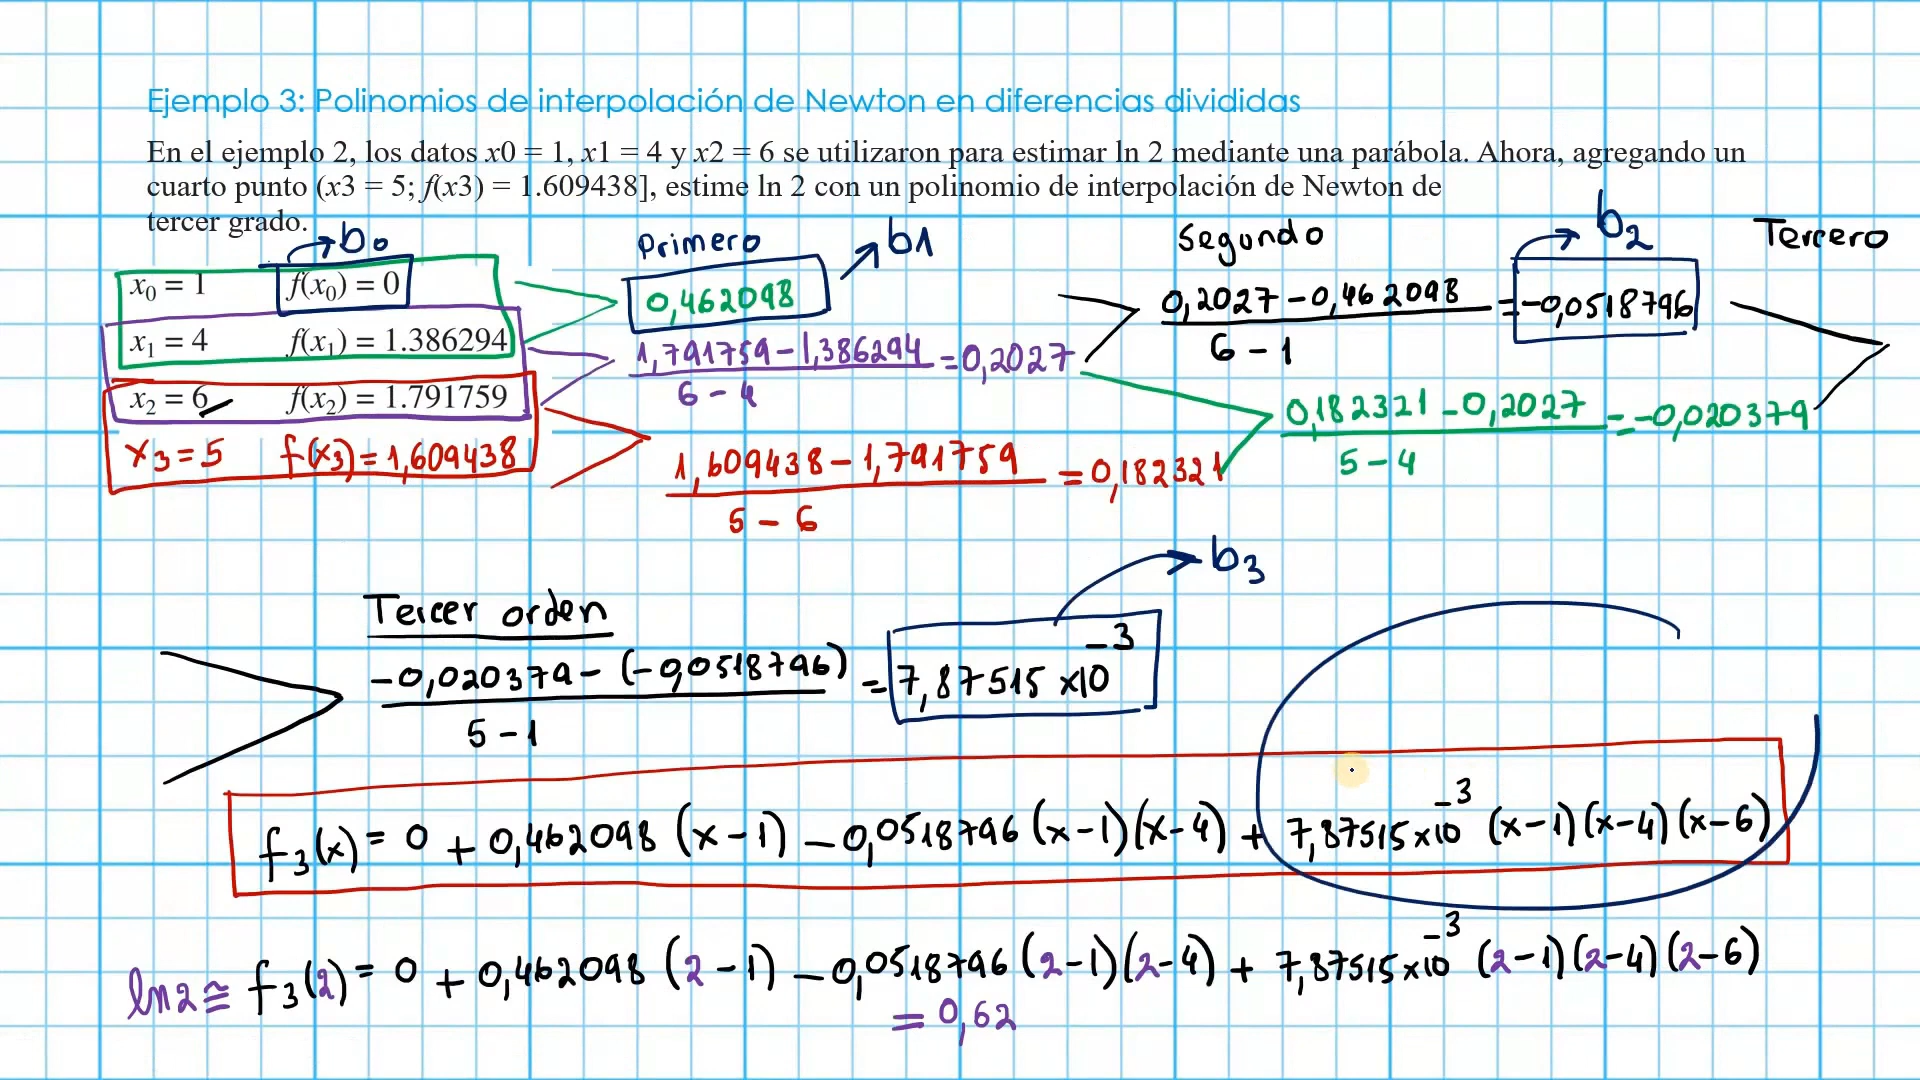 Ejemplo 3: Polinomios de interpolación de Newton en diferencias divididas
En el ejemplo 2, los datos x0 = 1, x1 = 4 y x2 = 6 se utilizaron para estimar ln 2 mediante una parábola. Ahora, agregando un
cuarto punto (x3 = 5; f(x3) = 1.609438], estime ln 2 con un polinomio de interpolación de Newton de
tercer grado.
b₀
Primero
b1
Segundo
b₂
Tercero
x₀ = 1 f(x₀) = 0
0,462098
0,2027 - 0,462098 = -0,0518796
6 - 1
x₁ = 4 f(x₁) = 1.386294
1,791759 - 1,386294 = 0,2027
6 - 4
x₂ = 6 f(x₂) = 1.791759
0,182321 - 0,2027 = -0,020379
5 - 4
x₃ = 5 f(x₃) = 1,609438
1,609438 - 1,791759 = 0,182321
5 - 6
b₃
Tercer orden
-0,020379 - (-0,0518796) = 7,87515 x10⁻³
5 - 1
f₃(x) = 0 + 0,462098 (x-1) - 0,0518796 (x-1)(x-4) + 7,87515x10⁻³ (x-1)(x-4)(x-6)
ln2 ≅ f₃(2) = 0 + 0,462098 (2-1) - 0,0518796 (2-1)(2-4) + 7,87515x10⁻³ (2-1)(2-4)(2-6)
= 0,62